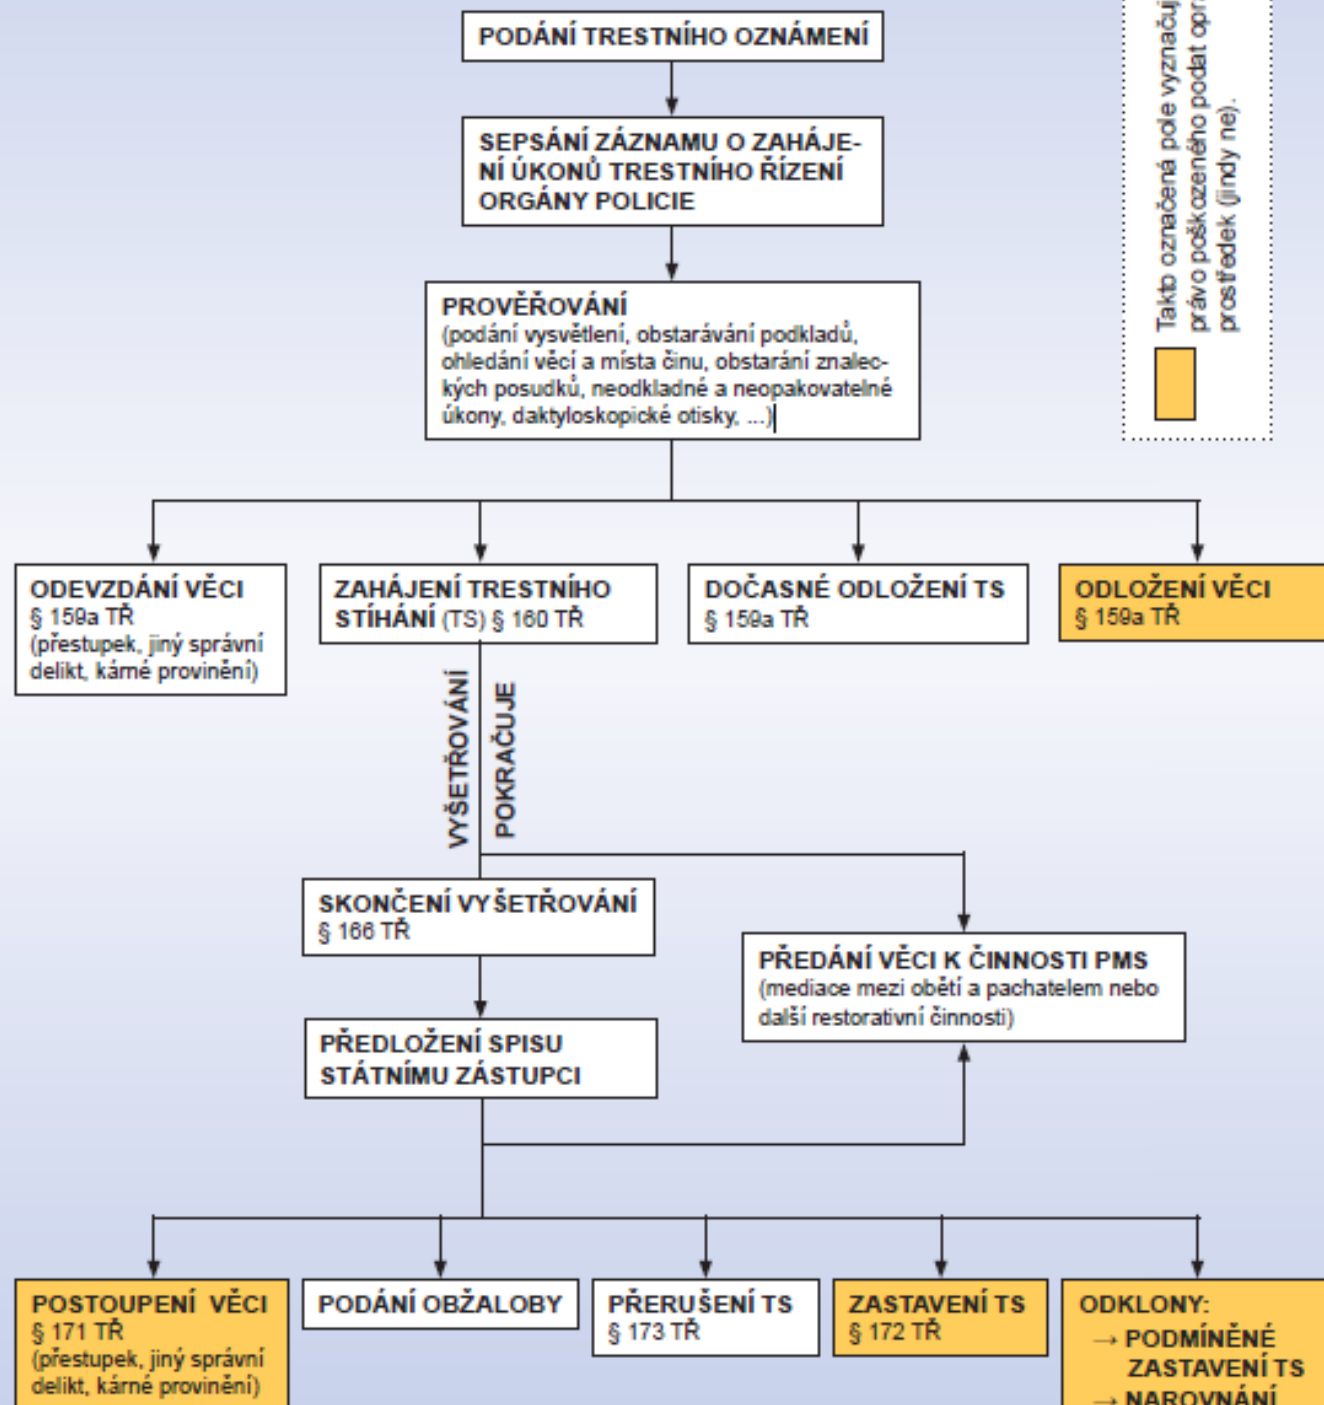 PODÁNÍ TRESTNÍHO OZNÁMENÍ
SEPSÁNÍ ZÁZNAMU O ZAHÁJE-
NÍ ÚKONŮ TRESTNÍHO ŘÍZENÍ
ORGÁNY POLICIE
Takto označená pole vyznačuj
právo poškozeného podat opra
prostředek (jindy ne).
PROVĚŘOVÁNÍ
(podání vysvětlení, obstarávání podkladů,
ohledání věcí a místa činu, obstarání znalec-
kých posudků, neodkladné a neopakovatelné
úkony, daktyloskopické otisky, ...)
ODEVZDÁNÍ VĚCI
§ 159a TŘ
(přestupek, jiný správní
delikt, kárné provinění)
ZAHÁJENÍ TRESTNÍHO
STÍHÁNÍ (TS) § 160 TŘ
DOČASNÉ ODLOŽENÍ TS
§ 159a TŘ
ODLOŽENÍ VĚCI
§ 159a TŘ
VYŠETŘOVÁNÍ
POKRAČUJE
SKONČENÍ VYŠETŘOVÁNÍ
§ 166 TŘ
PŘEDÁNÍ VĚCI K ČINNOSTI PMS
(mediace mezi obětí a pachatelem nebo
další restorativní činnosti)
PŘEDLOŽENÍ SPISU
STÁTNÍMU ZÁSTUPCI
POSTOUPENÍ VĚCI
§ 171 TŘ
(přestupek, jiný správní
delikt, kárné provinění)
PODÁNÍ OBŽALOBY
PŘERUŠENÍ TS
§ 173 TŘ
ZASTAVENÍ TS
§ 172 TŘ
ODKLONY:
→ PODMÍNĚNÉ
ZASTAVENÍ TS
→ NAROVNÁNÍ